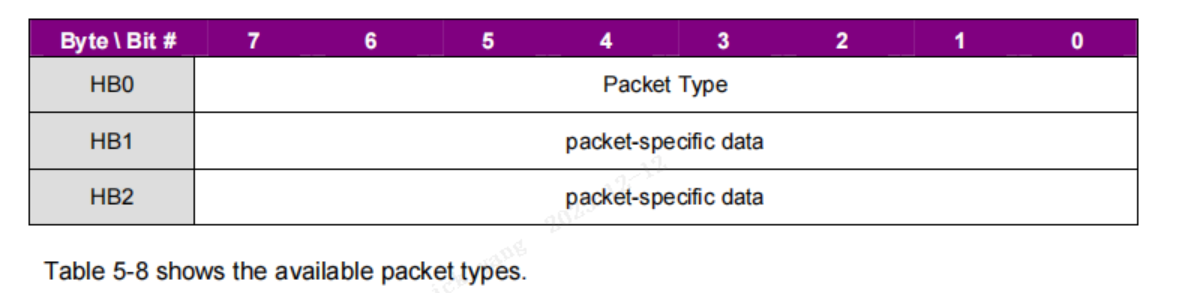 Byte \ Bit # 7 6 5 4 3 2 1 0
HB0 Packet Type
HB1 packet-specific data
HB2 packet-specific data
Table 5-8 shows the available packet types.